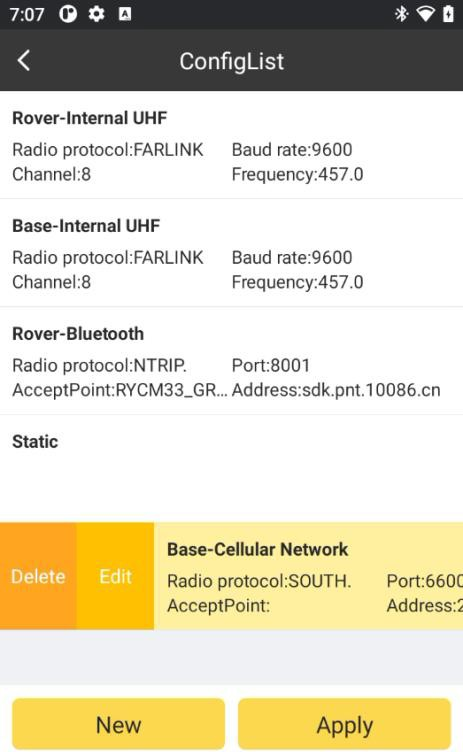 7:07
ConfigList
Rover-Internal UHF
Radio protocol:FARLINK Baud rate:9600
Channel:8 Frequency:457.0
Base-Internal UHF
Radio protocol:FARLINK Baud rate:9600
Channel:8 Frequency:457.0
Rover-Bluetooth
Radio protocol:NTRIP. Port:8001
AcceptPoint:RYCM33_GR... Address:sdk.pnt.10086.cn
Static
Base-Cellular Network
Delete Edit Radio protocol:SOUTH. Port:6600
AcceptPoint: Address:2
New Apply